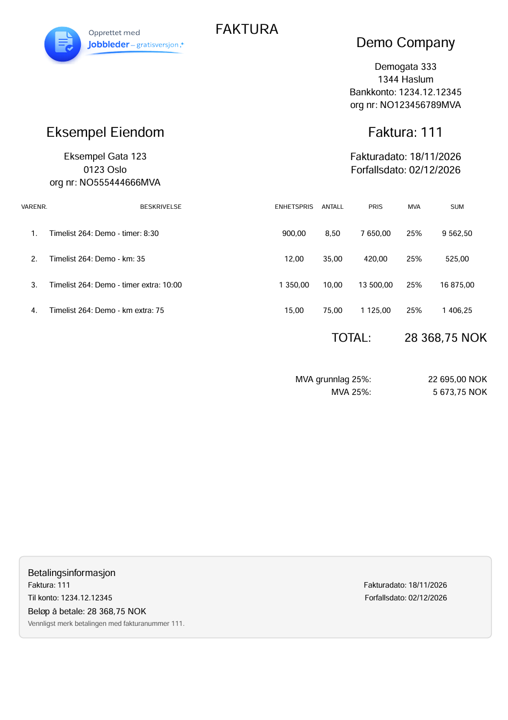 Opprettet med
Jobbleder – gratisversjon.*
FAKTURA
Demo Company
Demogata 333
1344 Haslum
Bankkonto: 1234.12.12345
org nr: NO123456789MVA
Eksempel Eiendom
Faktura: 111
Eksempel Gata 123
0123 Oslo
org nr: NO555444666MVA
Fakturadato: 18/11/2026
Forfallsdato: 02/12/2026
VARENR. BESKRIVELSE ENHETSPRIS ANTALL PRIS MVA SUM
1. Timelist 264: Demo - timer: 8:30 900,00 8,50 7 650,00 25% 9 562,50
2. Timelist 264: Demo - km: 35 12,00 35,00 420,00 25% 525,00
3. Timelist 264: Demo - timer extra: 10:00 1 350,00 10,00 13 500,00 25% 16 875,00
4. Timelist 264: Demo - km extra: 75 15,00 75,00 1 125,00 25% 1 406,25
TOTAL: 28 368,75 NOK
MVA grunnlag 25%: 22 695,00 NOK
MVA 25%: 5 673,75 NOK
Betalingsinformasjon
Faktura: 111 Fakturadato: 18/11/2026
Til konto: 1234.12.12345 Forfallsdato: 02/12/2026
Beløp å betale: 28 368,75 NOK
Vennligst merk betalingen med fakturanummer 111.